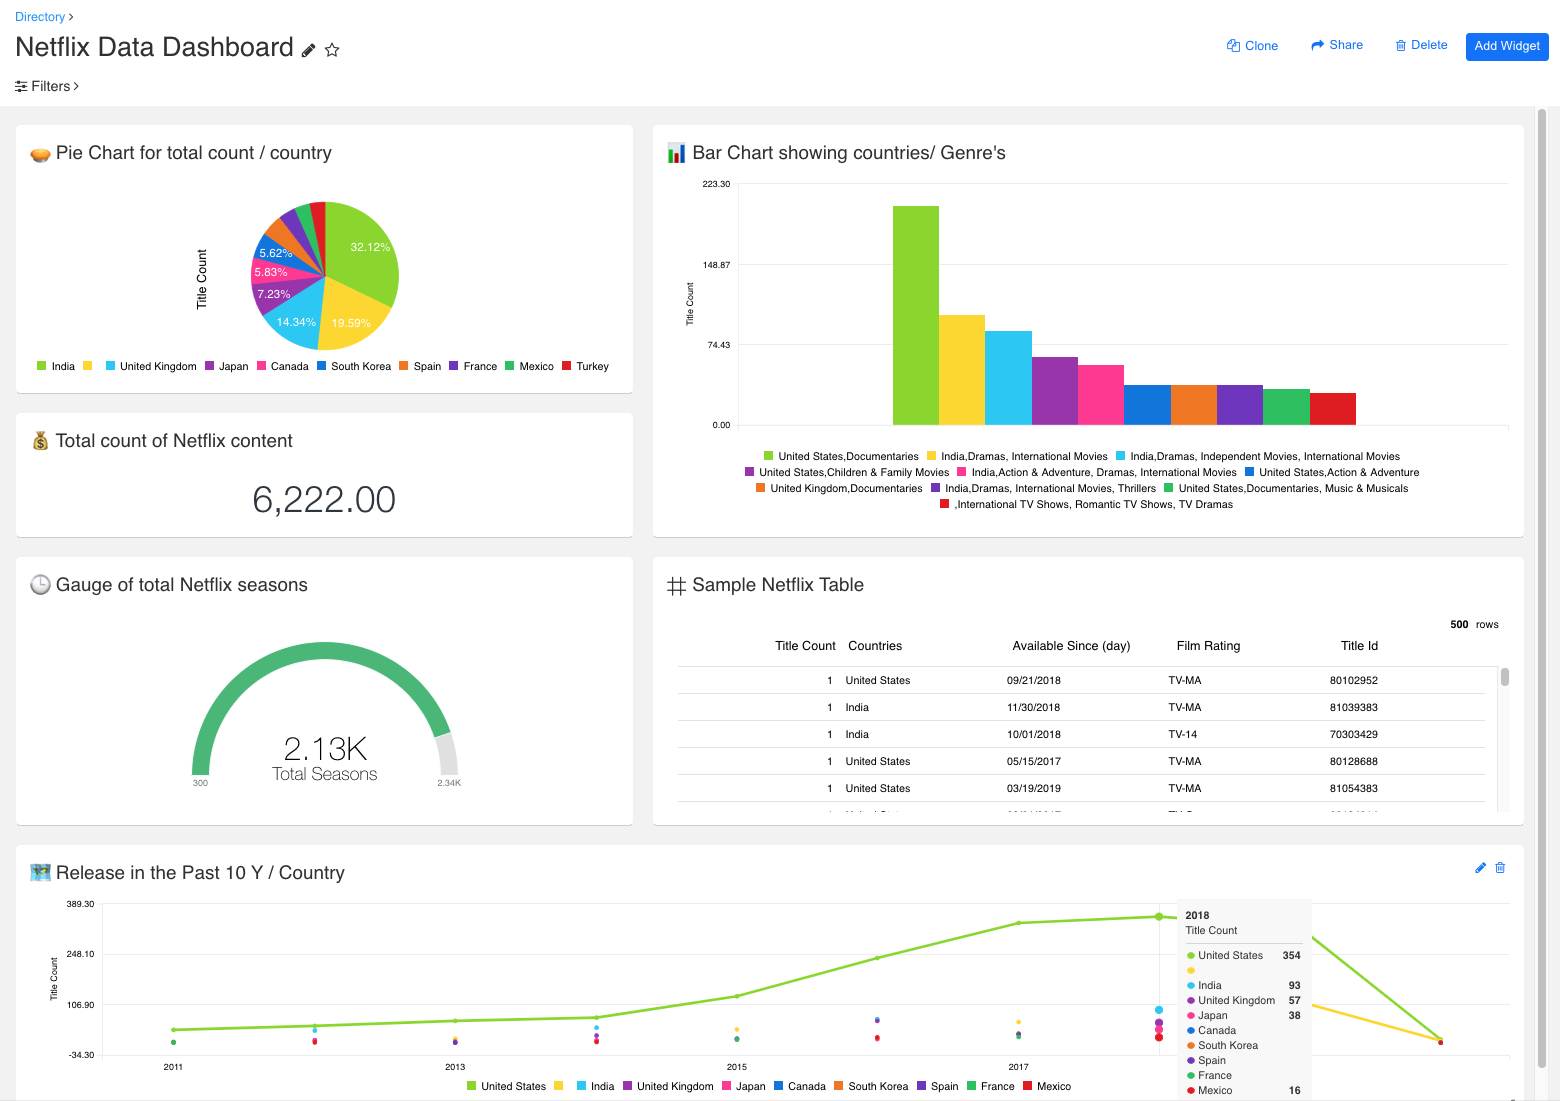 Directory
Netflix Data Dashboard
Clone Share Delete Add Widget
Filters
Pie Chart for total count / country
Title Count
32.12%
19.59%
14.34%
7.23%
5.83%
5.62%
India United Kingdom Japan Canada South Korea Spain France Mexico Turkey
Bar Chart showing countries/ Genre's
223.30
148.87
74.43
0.00
Title Count
United States,Documentaries India,Dramas, International Movies India,Dramas, Independent Movies, International Movies
United States,Children & Family Movies India,Action & Adventure, Dramas, International Movies United States,Action & Adventure
United Kingdom,Documentaries India,Dramas, International Movies, Thrillers United States,Documentaries, Music & Musicals
,International TV Shows, Romantic TV Shows, TV Dramas
Total count of Netflix content
6,222.00
Gauge of total Netflix seasons
2.13K
Total Seasons
300 2.34K
Sample Netflix Table
500 rows
Title Count Countries Available Since (day) Film Rating Title Id
1 United States 09/21/2018 TV-MA 80102952
1 India 11/30/2018 TV-MA 81039383
1 India 10/01/2018 TV-14 70303429
1 United States 05/15/2017 TV-MA 80128688
1 United States 03/19/2019 TV-MA 81054383
Release in the Past 10 Y / Country
389.30
248.10
106.90
-34.30
Title Count
2011 2013 2015 2017
2018
Title Count
United States 354
India 93
United Kingdom 57
Japan 38
Canada
South Korea
Spain
France
Mexico 16
United States India United Kingdom Japan Canada South Korea Spain France Mexico